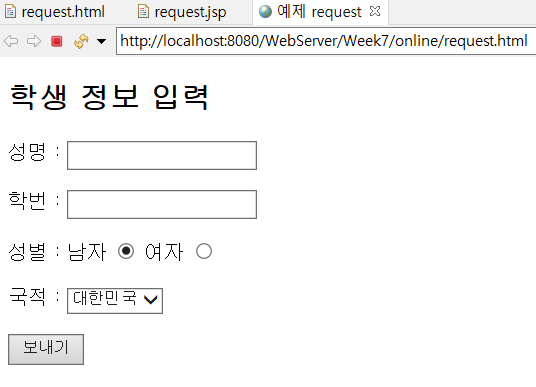 request.html request.jsp 예제 request
http://localhost:8080/WebServer/Week7/online/request.html
학생 정보 입력
성명 :
학번 :
성별 : 남자 여자
국적 : 대한민국
보내기